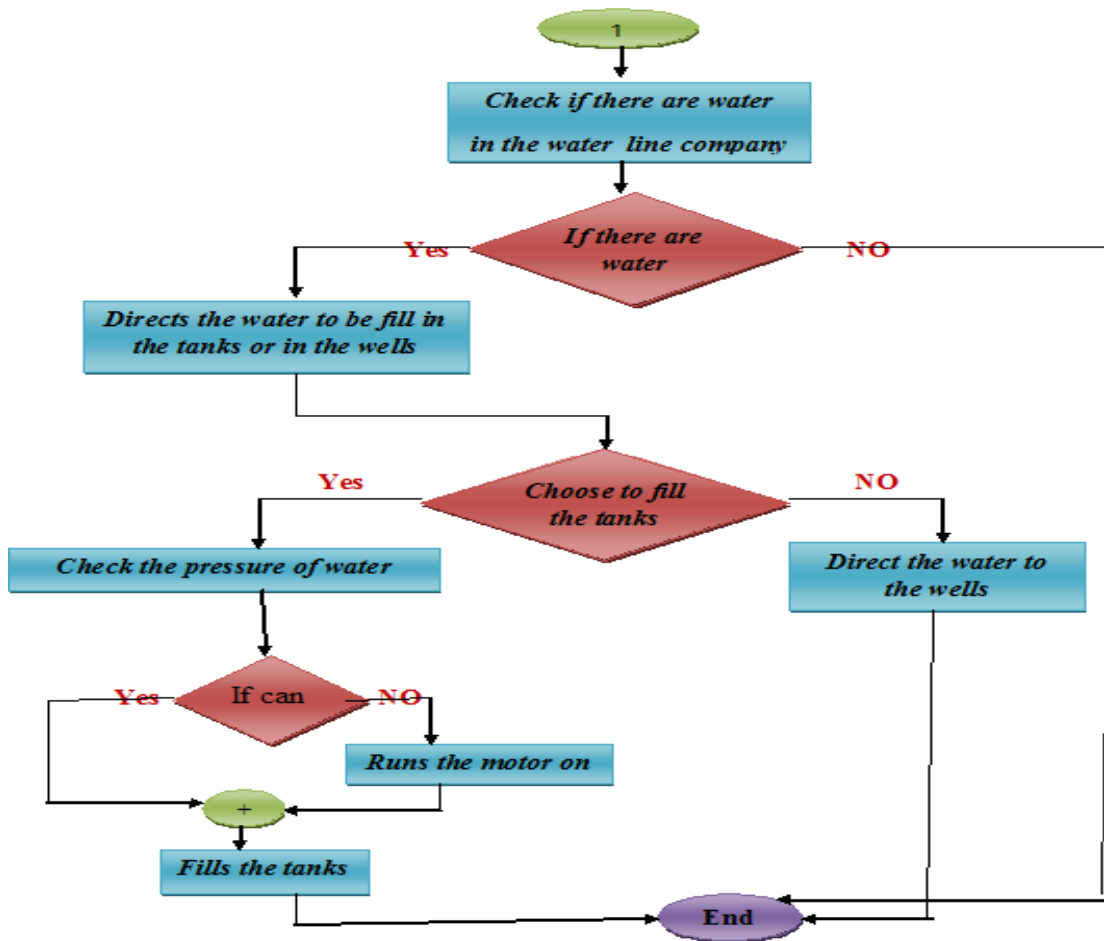 1
Check if there are water
in the water line company
If there are
water
Yes
NO
Directs the water to be fill in
the tanks or in the wells
Choose to fill
the tanks
Yes
NO
Check the pressure of water
Direct the water to
the wells
If can
Yes
NO
Runs the motor on
+
Fills the tanks
End